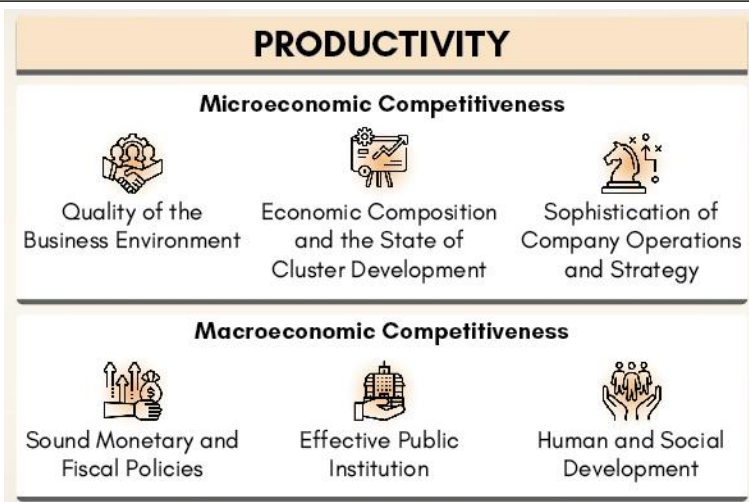 PRODUCTIVITY
Microeconomic Competitiveness
Quality of the
Business Environment
Economic Composition
and the State of
Cluster Development
Sophistication of
Company Operations
and Strategy
Macroeconomic Competitiveness
Sound Monetary and
Fiscal Policies
Effective Public
Institution
Human and Social
Development